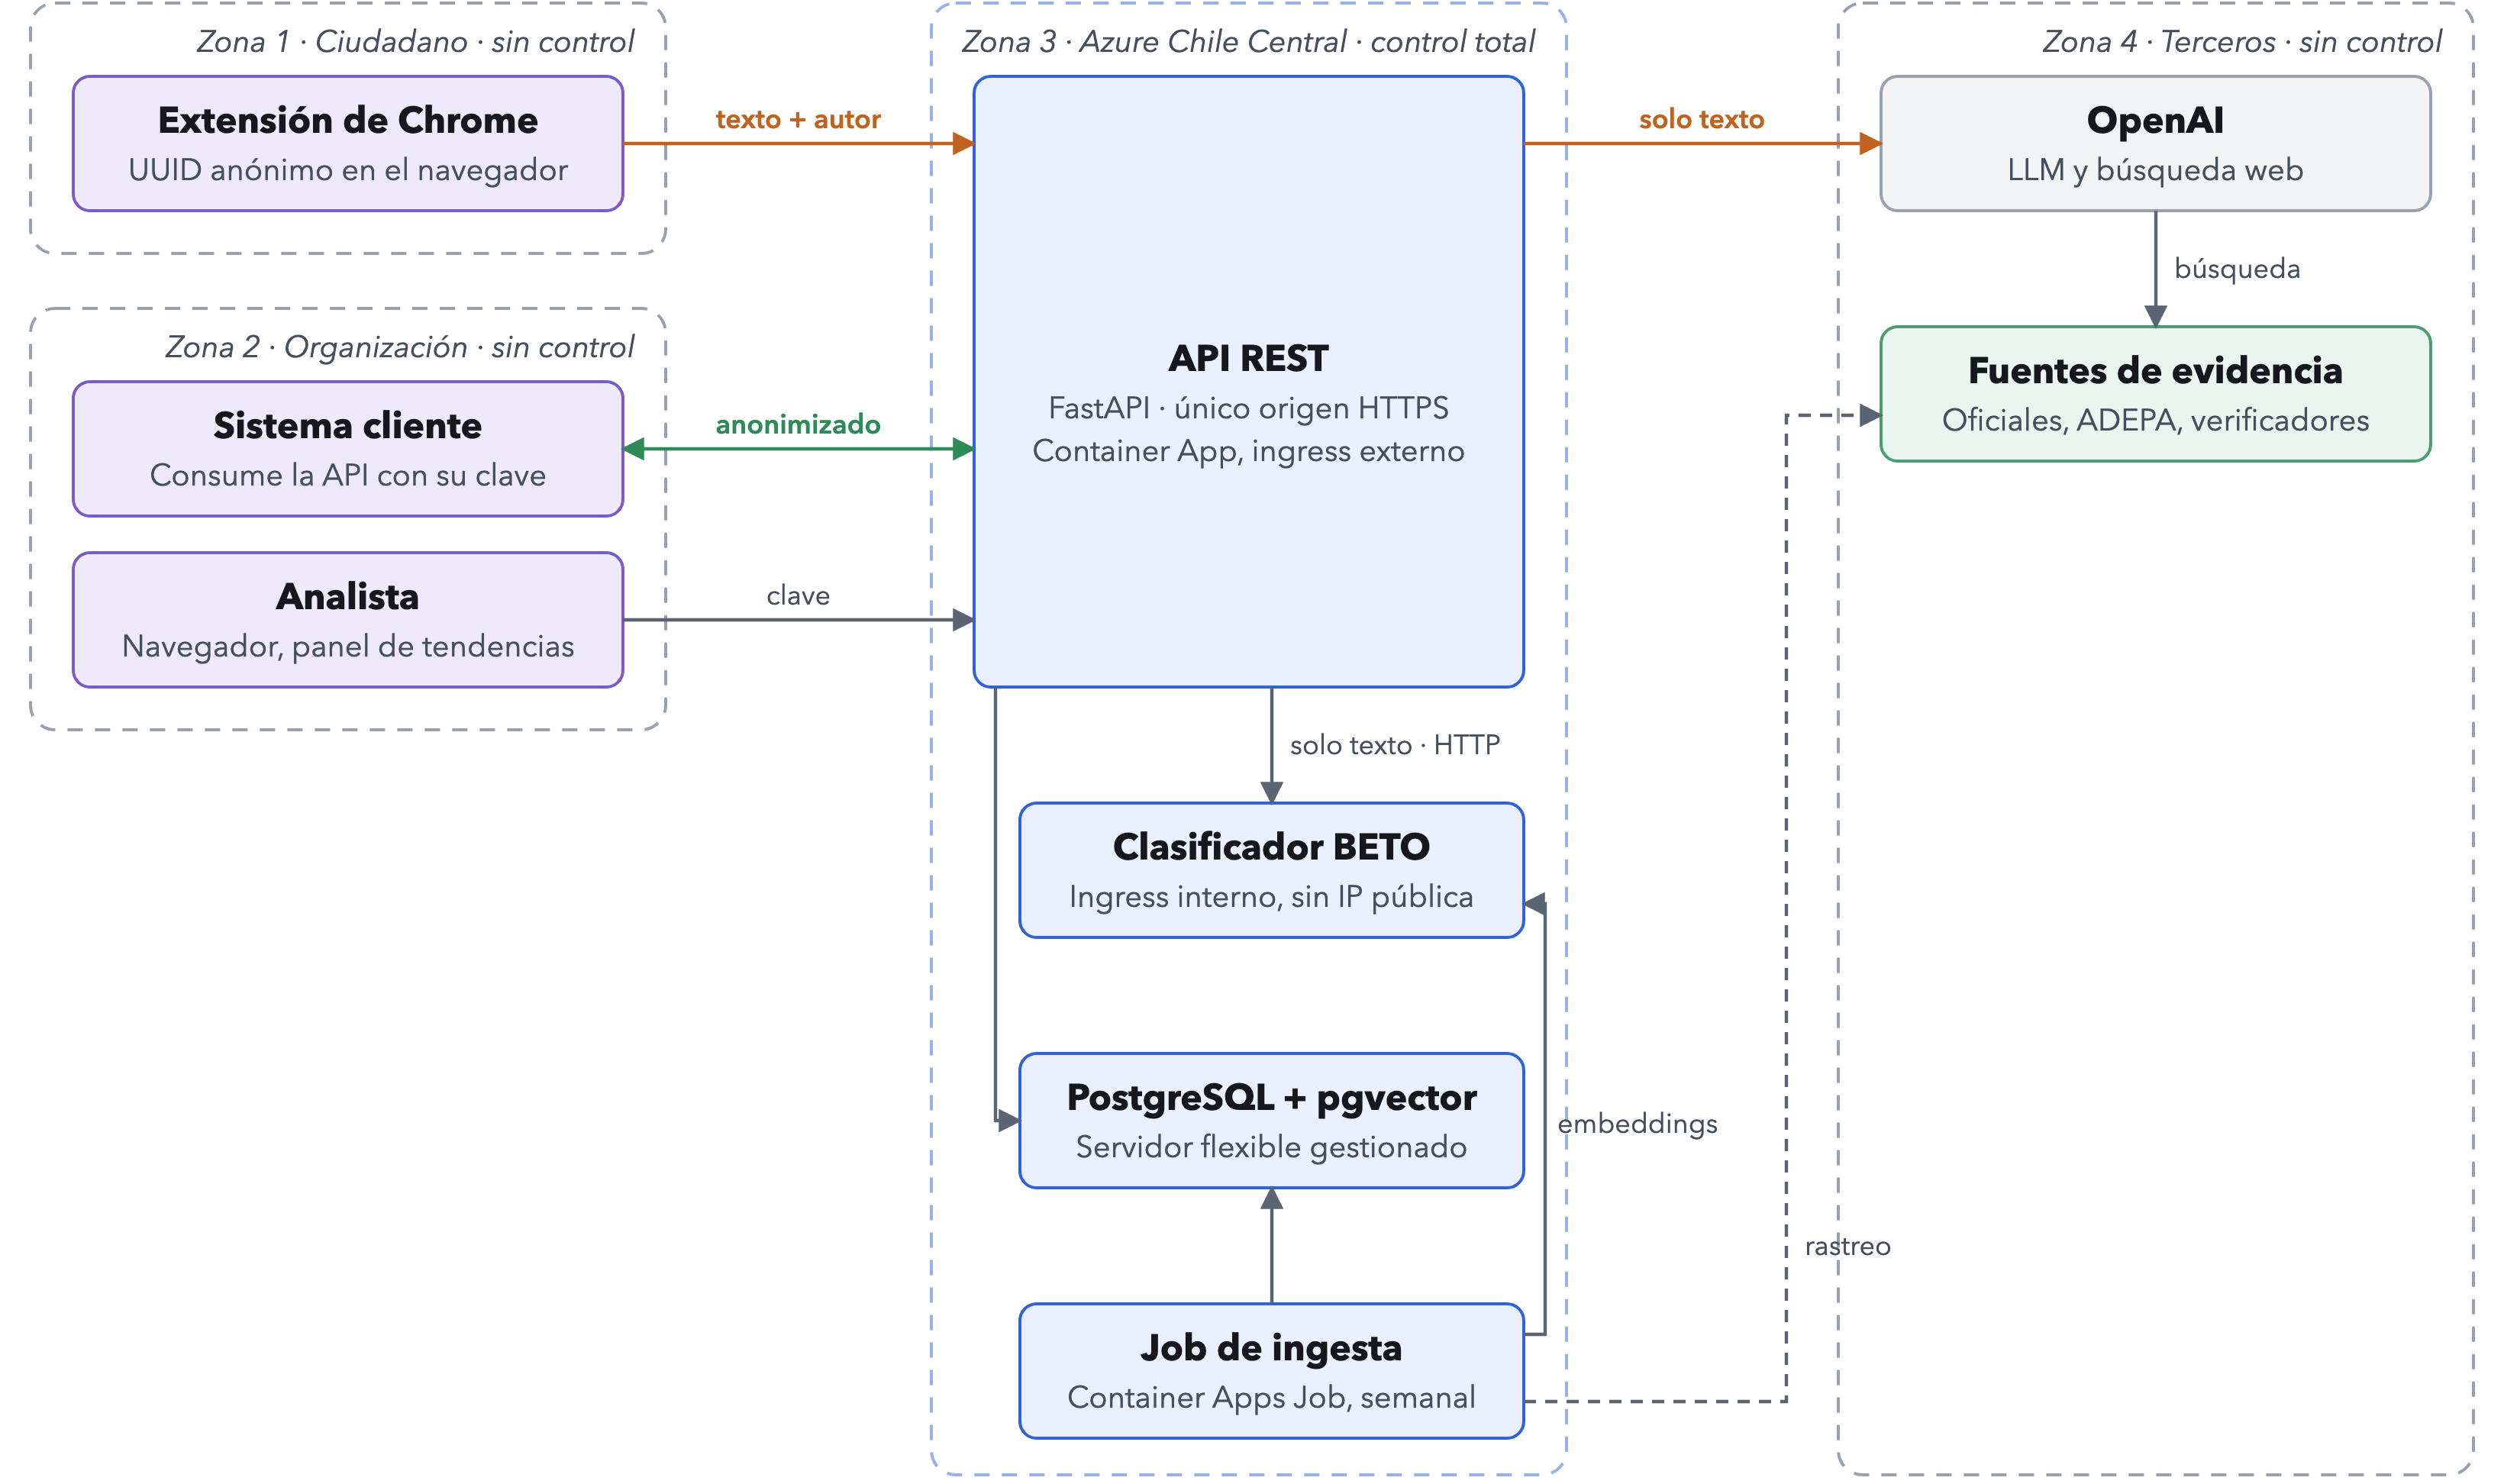 Zona 1 · Ciudadano · sin control
Extensión de Chrome
UUID anónimo en el navegador
texto + autor
Zona 2 · Organización · sin control
Sistema cliente
Consume la API con su clave
anonimizado
Analista
Navegador, panel de tendencias
clave
Zona 3 · Azure Chile Central · control total
API REST
FastAPI · único origen HTTPS
Container App, ingress externo
solo texto · HTTP
Clasificador BETO
Ingress interno, sin IP pública
PostgreSQL + pgvector
Servidor flexible gestionado
embeddings
Job de ingesta
Container Apps Job, semanal
rastreo
solo texto
Zona 4 · Terceros · sin control
OpenAI
LLM y búsqueda web
búsqueda
Fuentes de evidencia
Oficiales, ADEPA, verificadores